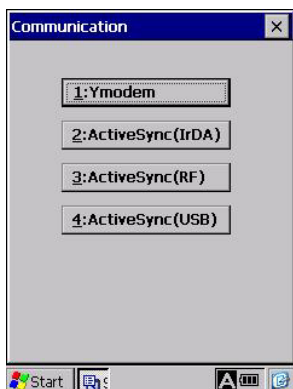 Communication
1:Ymodem
2:ActiveSync(IrDA)
3:ActiveSync(RF)
4:ActiveSync(USB)
Start
A